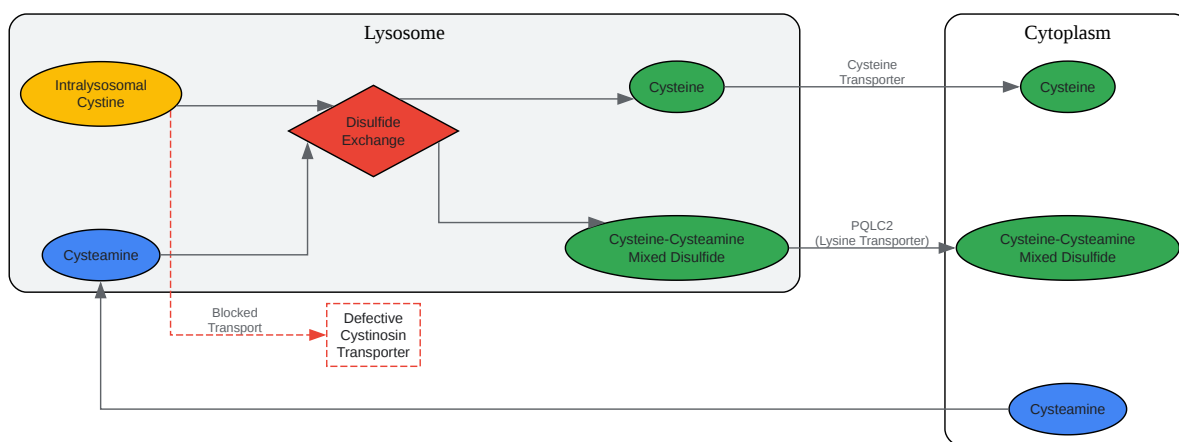 Lysosome
Cytoplasm
Intralysosomal
Cystine
Disulfide
Exchange
Cysteine
Cysteine
Transporter
Cysteine
Cysteamine
Cysteine-Cysteamine
Mixed Disulfide
PQLC2
(Lysine Transporter)
Cysteine-Cysteamine
Mixed Disulfide
Blocked
Transport
Defective
Cystinosin
Transporter
Cysteamine